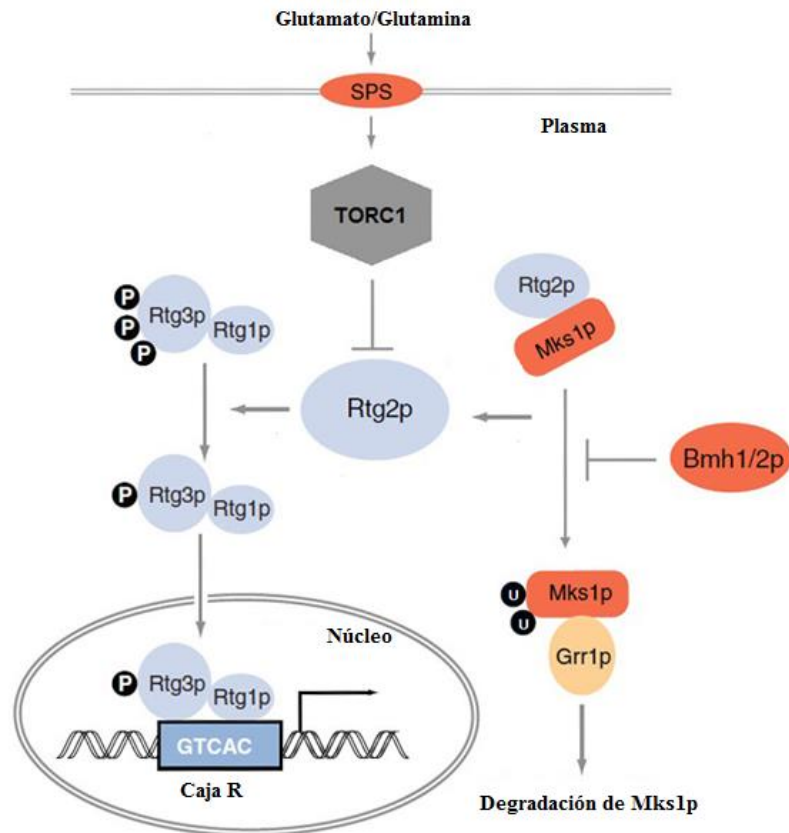 Glutamato/Glutamina
SPS
Plasma
TORC1
P
P
P
Rtg3p
Rtg1p
Rtg2p
Mks1p
Rtg2p
Bmh1/2p
P
Rtg3p
Rtg1p
U
U
Mks1p
Grr1p
Núcleo
P
Rtg3p
Rtg1p
GTCAC
Caja R
Degradación de Mks1p